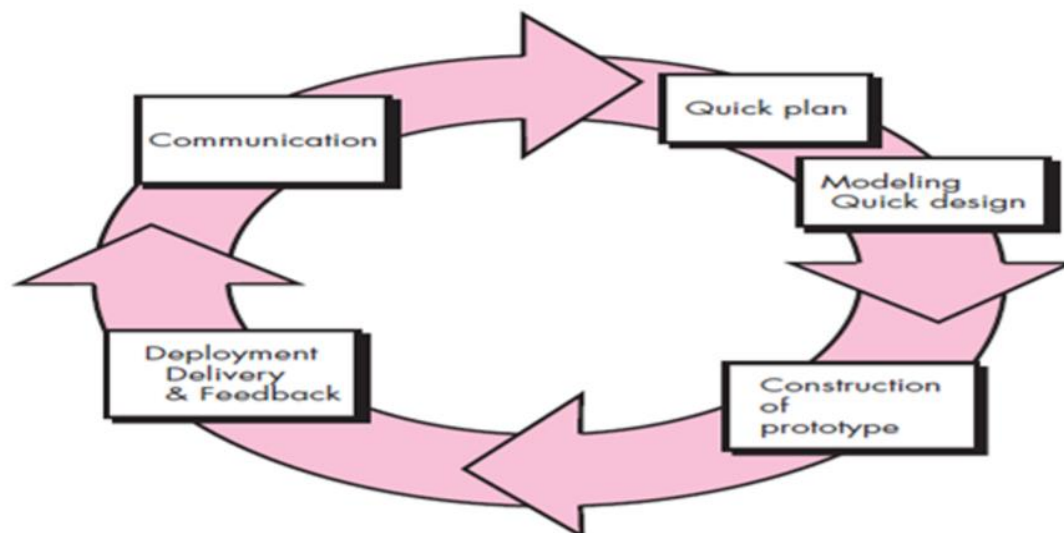 Communication
Quick plan
Modeling
Quick design
Construction
of
prototype
Deployment
Delivery
& Feedback